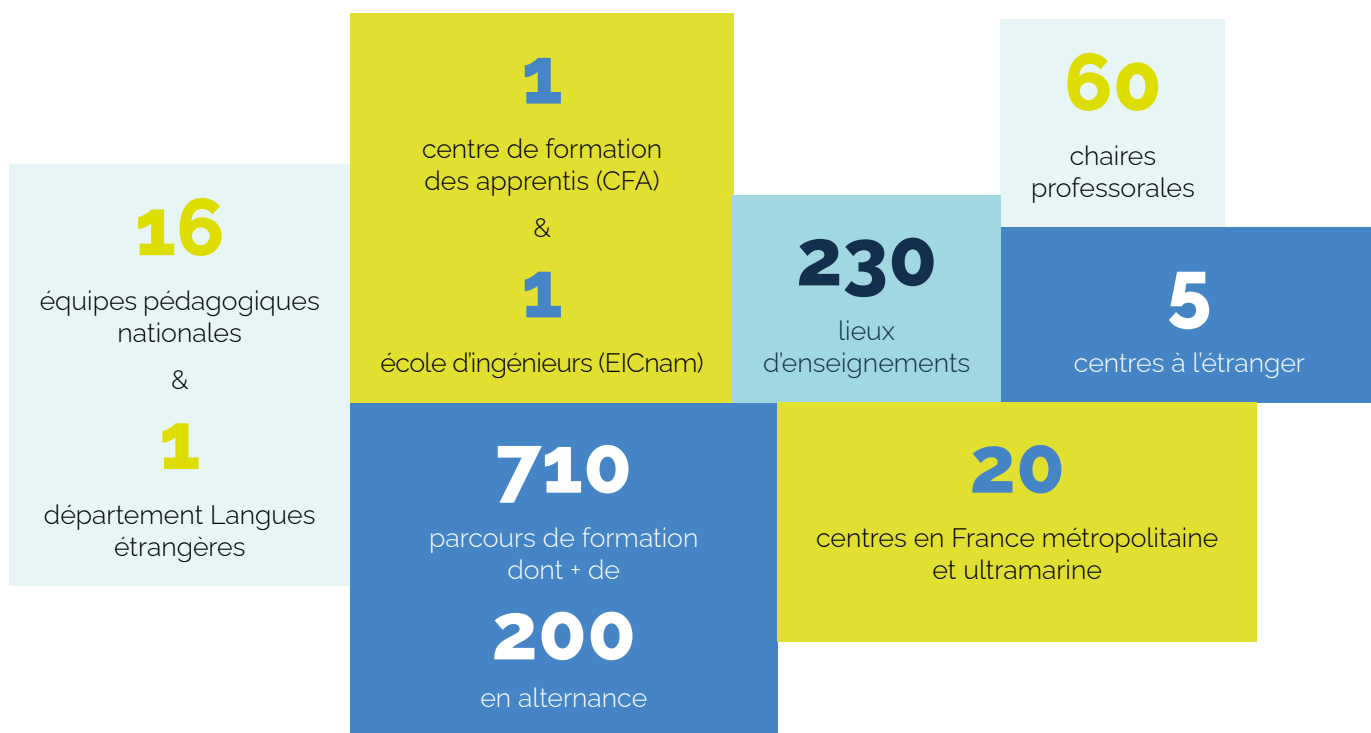 16
équipes pédagogiques
nationales
&
1
département Langues
étrangères
1
centre de formation
des apprentis (CFA)
&
1
école d'ingénieurs (EICnam)
710
parcours de formation
dont + de
200
en alternance
230
lieux
d'enseignements
60
chaires
professorales
5
centres à l'étranger
20
centres en France métropolitaine
et ultramarine